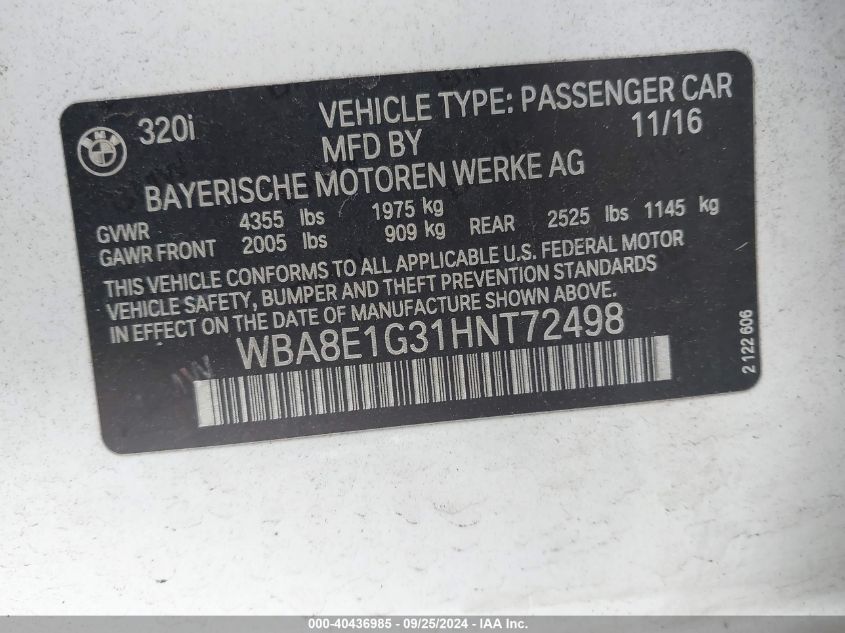 320i VEHICLE TYPE: PASSENGER CAR
MFD BY 11/16
BAYERISCHE MOTOREN WERKE AG
GVWR 4355 lbs 1975 kg
GAWR FRONT 2005 lbs 909 kg REAR 2525 lbs 1145 kg
THIS VEHICLE CONFORMS TO ALL APPLICABLE U.S. FEDERAL MOTOR
VEHICLE SAFETY, BUMPER AND THEFT PREVENTION STANDARDS
IN EFFECT ON THE DATE OF MANUFACTURE SHOWN ABOVE.
WBA8E1G31HNT72498
2 122 606
000-40436985 - 09/25/2024 - IAA, Inc.